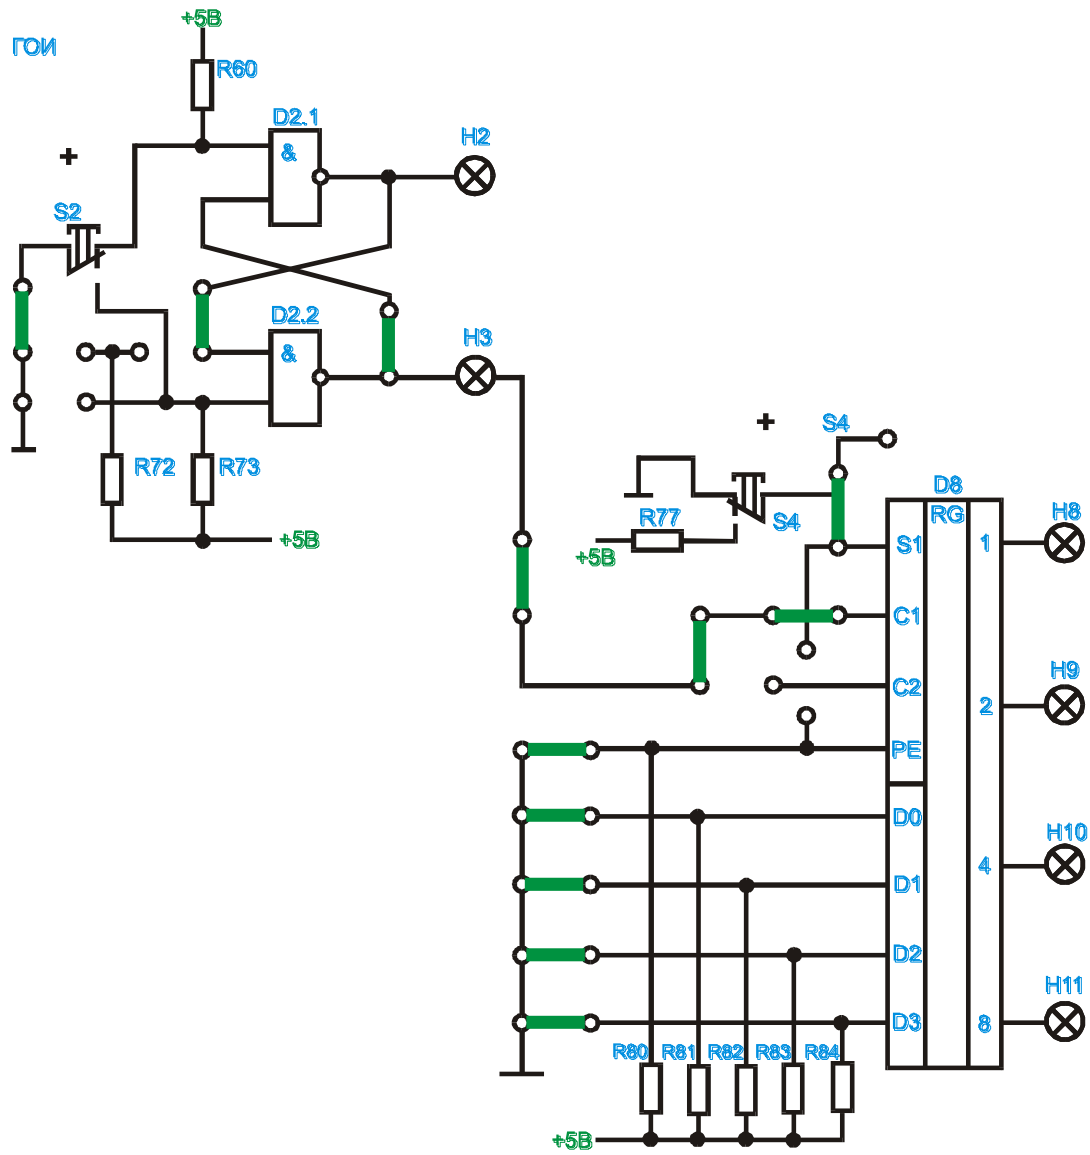 +5В
ГОИ
R60
D2.1
&
H2
+
S2
D2.2
&
H3
R72
R73
+5В
+
S4
D8
RG
R77
S4
+5В
S1
1
H8
C1
C2
2
H9
PE
D0
D1
4
H10
D2
D3
8
H11
R80
R81
R82
R83
R84
+5В